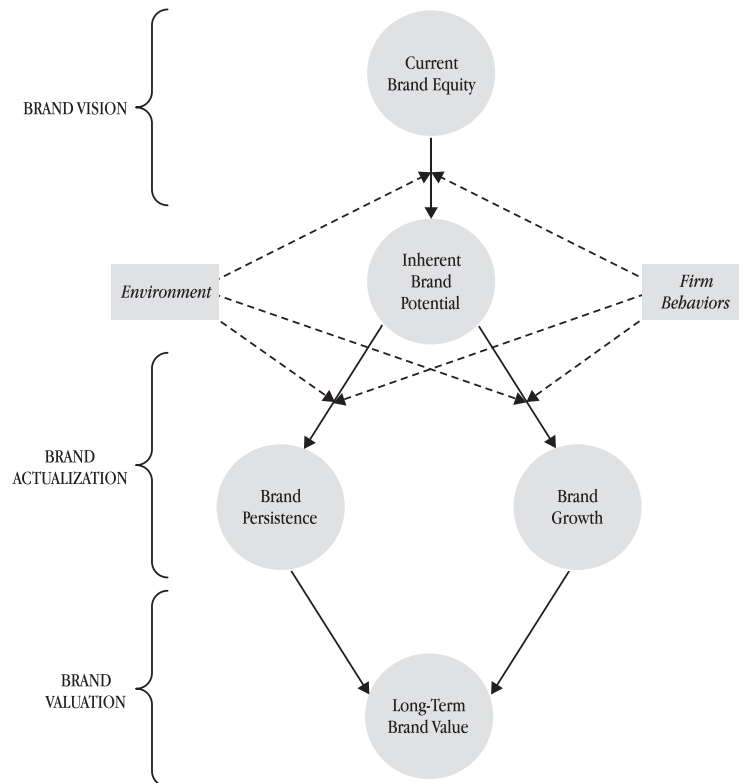 Current
Brand Equity
BRAND VISION
Inherent
Brand
Potential
Environment
Firm
Behaviors
BRAND
ACTUALIZATION
Brand
Persistence
Brand
Growth
BRAND
VALUATION
Long-Term
Brand Value